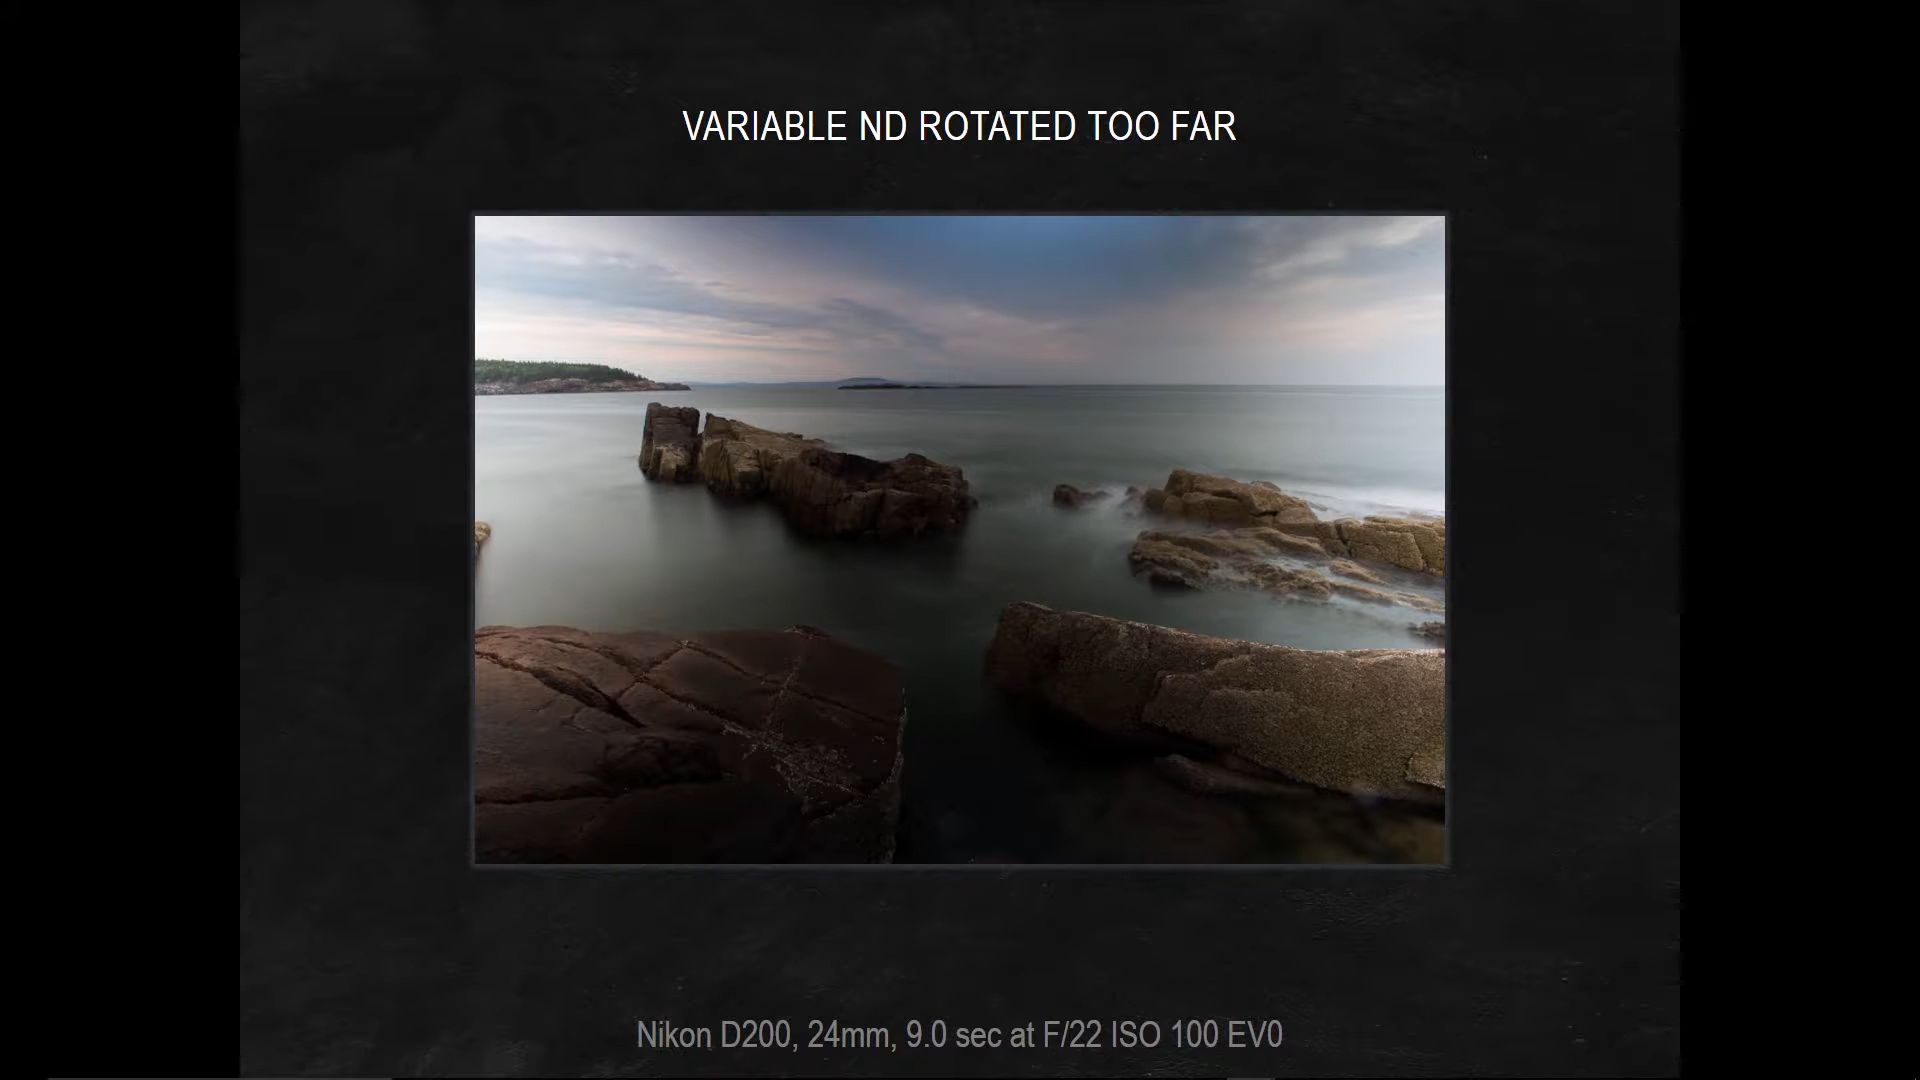 VARIABLE ND ROTATED TOO FAR
Nikon D200, 24mm, 9.0 sec at F/22 ISO 100 EV0